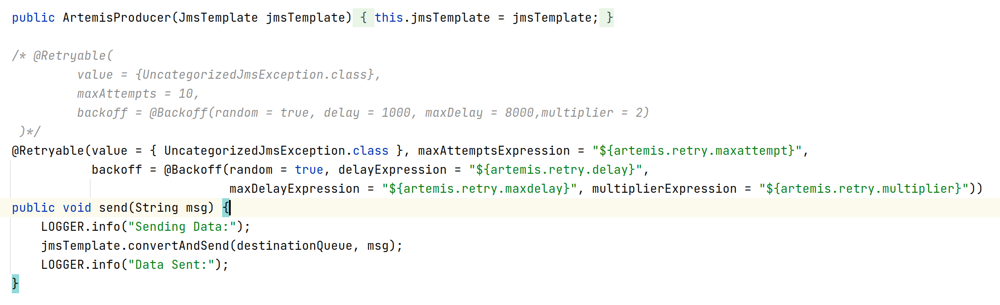 public ArtemisProducer(JmsTemplate jmsTemplate) { this.jmsTemplate = jmsTemplate; }
/* @Retryable(
value = {UncategorizedJmsException.class},
maxAttempts = 10,
backoff = @Backoff(random = true, delay = 1000, maxDelay = 8000,multiplier = 2)
)*/
@Retryable(value = { UncategorizedJmsException.class }, maxAttemptsExpression = "${artemis.retry.maxattempt}",
backoff = @Backoff(random = true, delayExpression = "${artemis.retry.delay}",
maxDelayExpression = "${artemis.retry.maxdelay}", multiplierExpression = "${artemis.retry.multiplier}"))
public void send(String msg) {
LOGGER.info("Sending Data:");
jmsTemplate.convertAndSend(destinationQueue, msg);
LOGGER.info("Data Sent:");
}